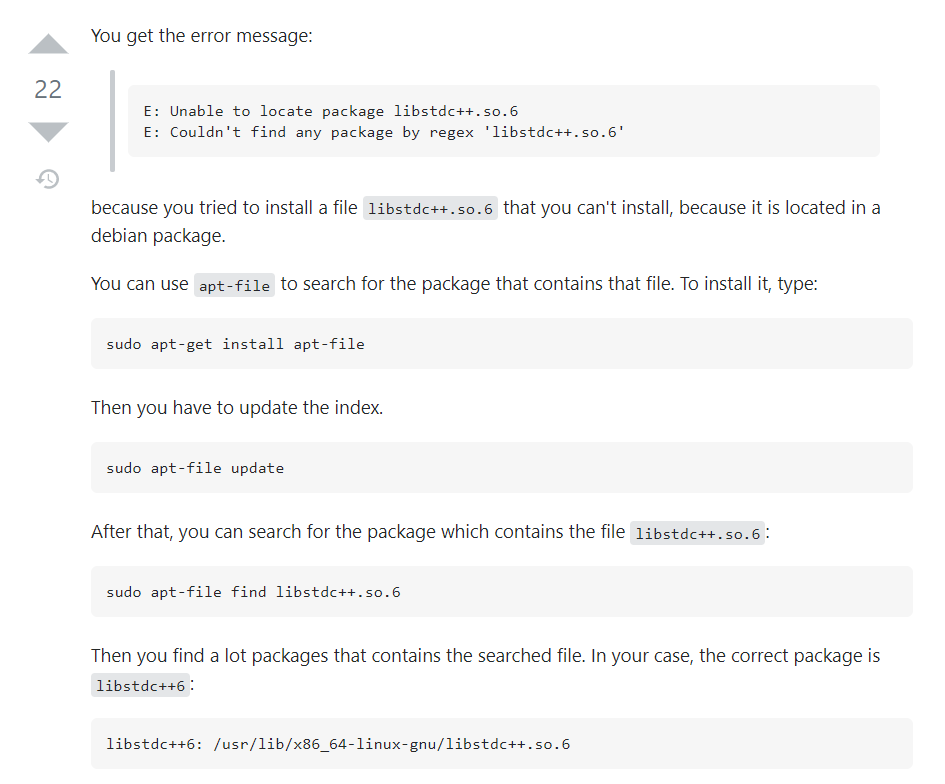 You get the error message:
22
E: Unable to locate package libstdc++.so.6
E: Couldn't find any package by regex 'libstdc++.so.6'
because you tried to install a file libstdc++.so.6 that you can't install, because it is located in a
debian package.
You can use apt-file to search for the package that contains that file. To install it, type:
sudo apt-get install apt-file
Then you have to update the index.
sudo apt-file update
After that, you can search for the package which contains the file libstdc++.so.6:
sudo apt-file find libstdc++.so.6
Then you find a lot packages that contains the searched file. In your case, the correct package is
libstdc++6:
libstdc++6: /usr/lib/x86_64-linux-gnu/libstdc++.so.6